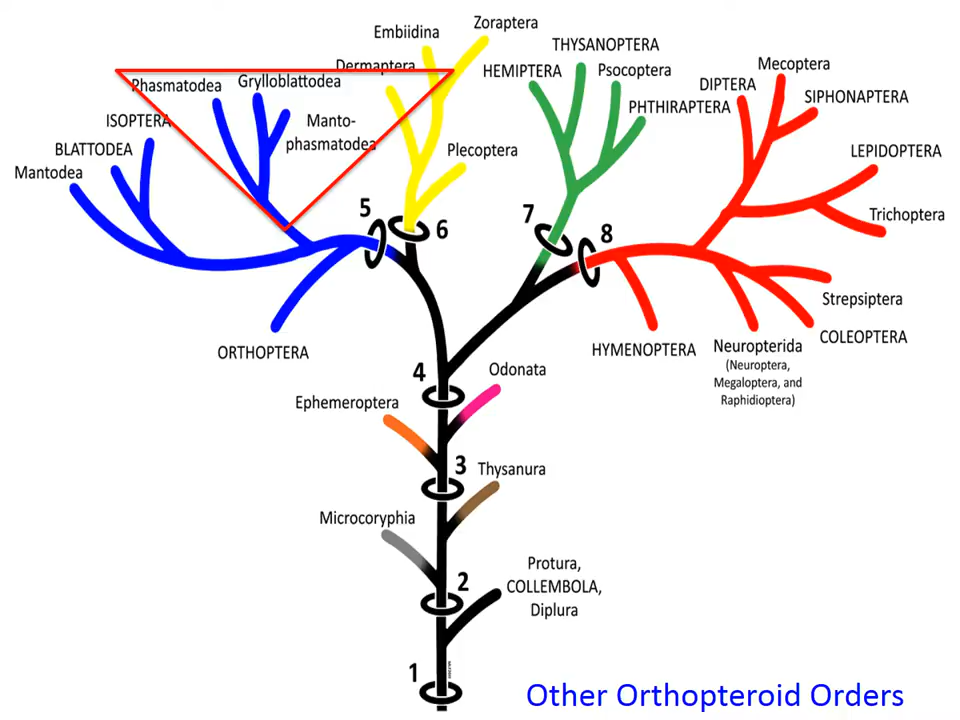 Embiidina
Zoraptera
Dermaptera
Phasmatodea
Grylloblattodea
ISOPTERA
Manto-
phasmatodea
BLATTODEA
Mantodea
Plecoptera
ORTHOPTERA
HEMIPTERA
THYSANOPTERA
Psocoptera
PHTHIRAPTERA
DIPTERA
Mecoptera
SIPHONAPTERA
LEPIDOPTERA
Trichoptera
Strepsiptera
COLEOPTERA
HYMENOPTERA
Neuropterida
(Neuroptera,
Megaloptera, and
Raphidioptera)
5
6
7
8
4
Odonata
Ephemeroptera
3
Thysanura
Microcoryphia
2
Protura,
COLLEMBOLA,
Diplura
1
Other Orthopteroid Orders